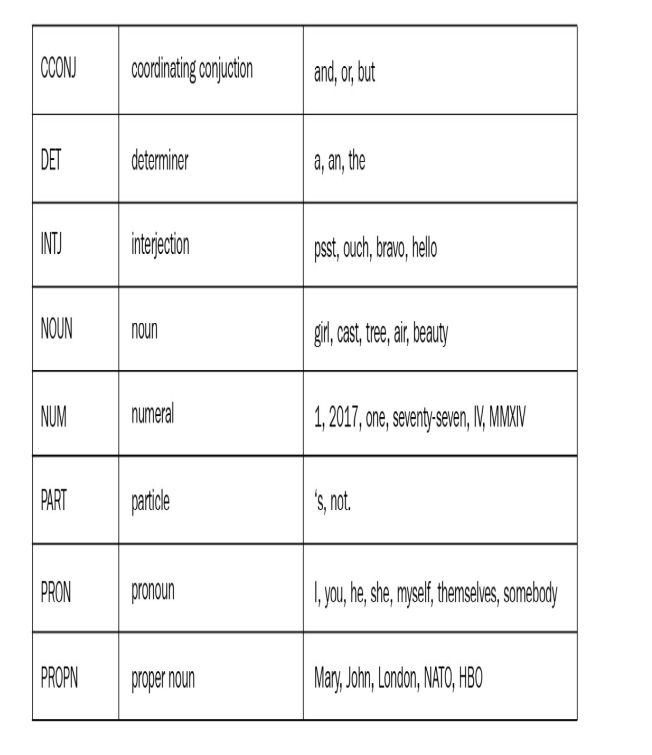 CCONJ coordinating conjuction and, or, but
DET determiner a, an, the
INTJ interjection psst, ouch, bravo, hello
NOUN noun girl, cast, tree, air, beauty
NUM numeral 1, 2017, one, seventy-seven, IV, MMXIV
PART particle ‘s, not.
PRON pronoun I, you, he, she, myself, themselves, somebody
PROPN proper noun Mary, John, London, NATO, HBO